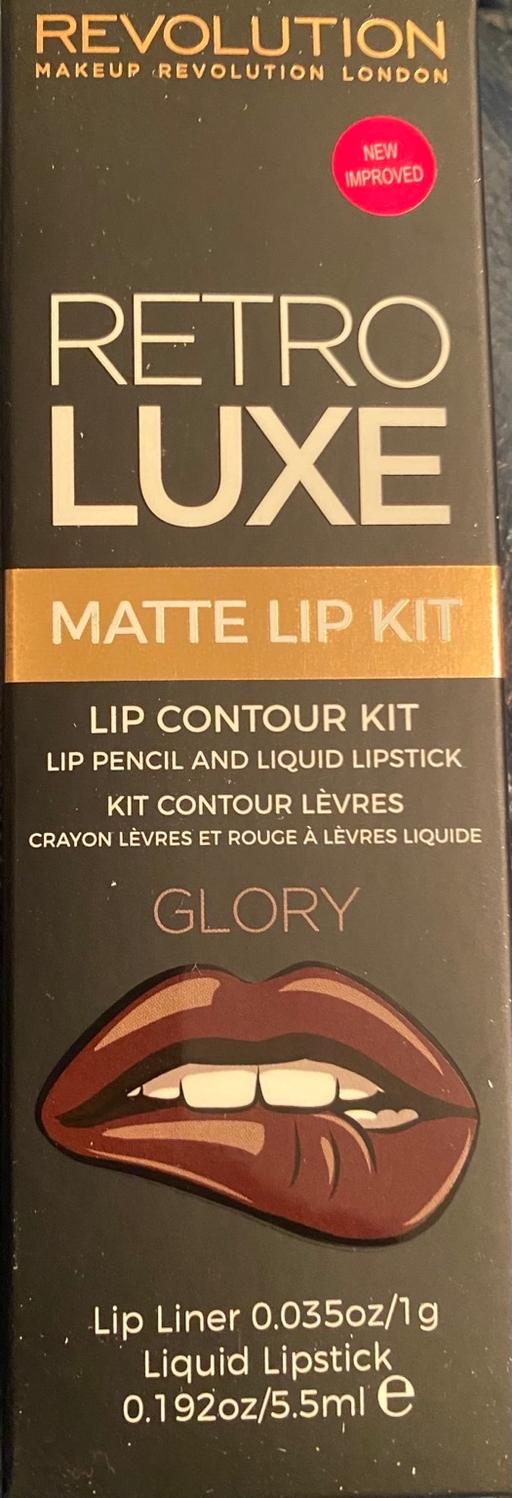 REVOLUTION
MAKEUP REVOLUTION LONDON
NEW
IMPROVED
RETRO
LUXE
MATTE LIP KIT
LIP CONTOUR KIT
LIP PENCIL AND LIQUID LIPSTICK
KIT CONTOUR LÈVRES
CRAYON LÈVRES ET ROUGE À LÈVRES LIQUIDE
GLORY
Lip Liner 0.035oz/1g
Liquid Lipstick
0.192oz/5.5ml e